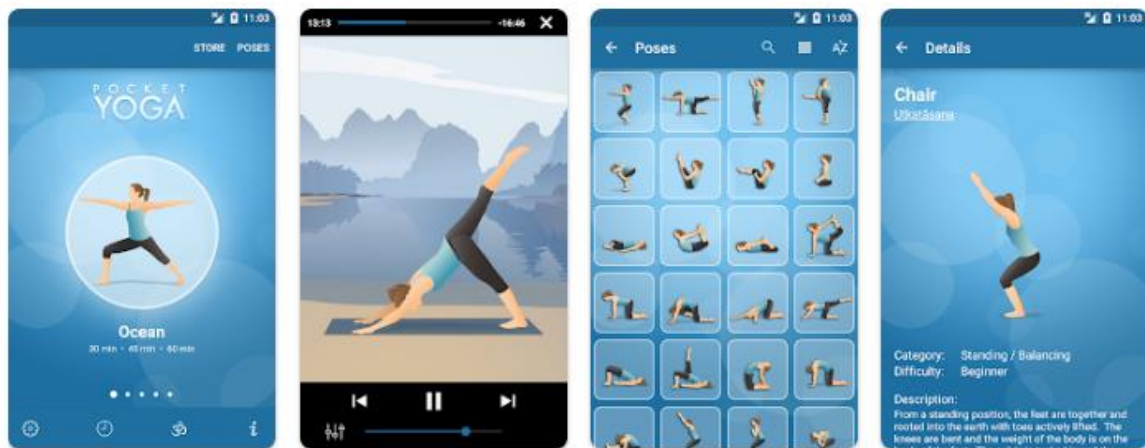 11:03
STORE POSES
POCKET
YOGA
Ocean
30 min • 45 min • 60 min
13:13
-16:46
11:03
Poses
AZ
11:03
Details
Chair
Utkatāsana
Category: Standing / Balancing
Difficulty: Beginner
Description:
From a standing position, the feet are together and
rooted into the earth with toes actively lifted. The
knees are bent and the weight of the body is on the